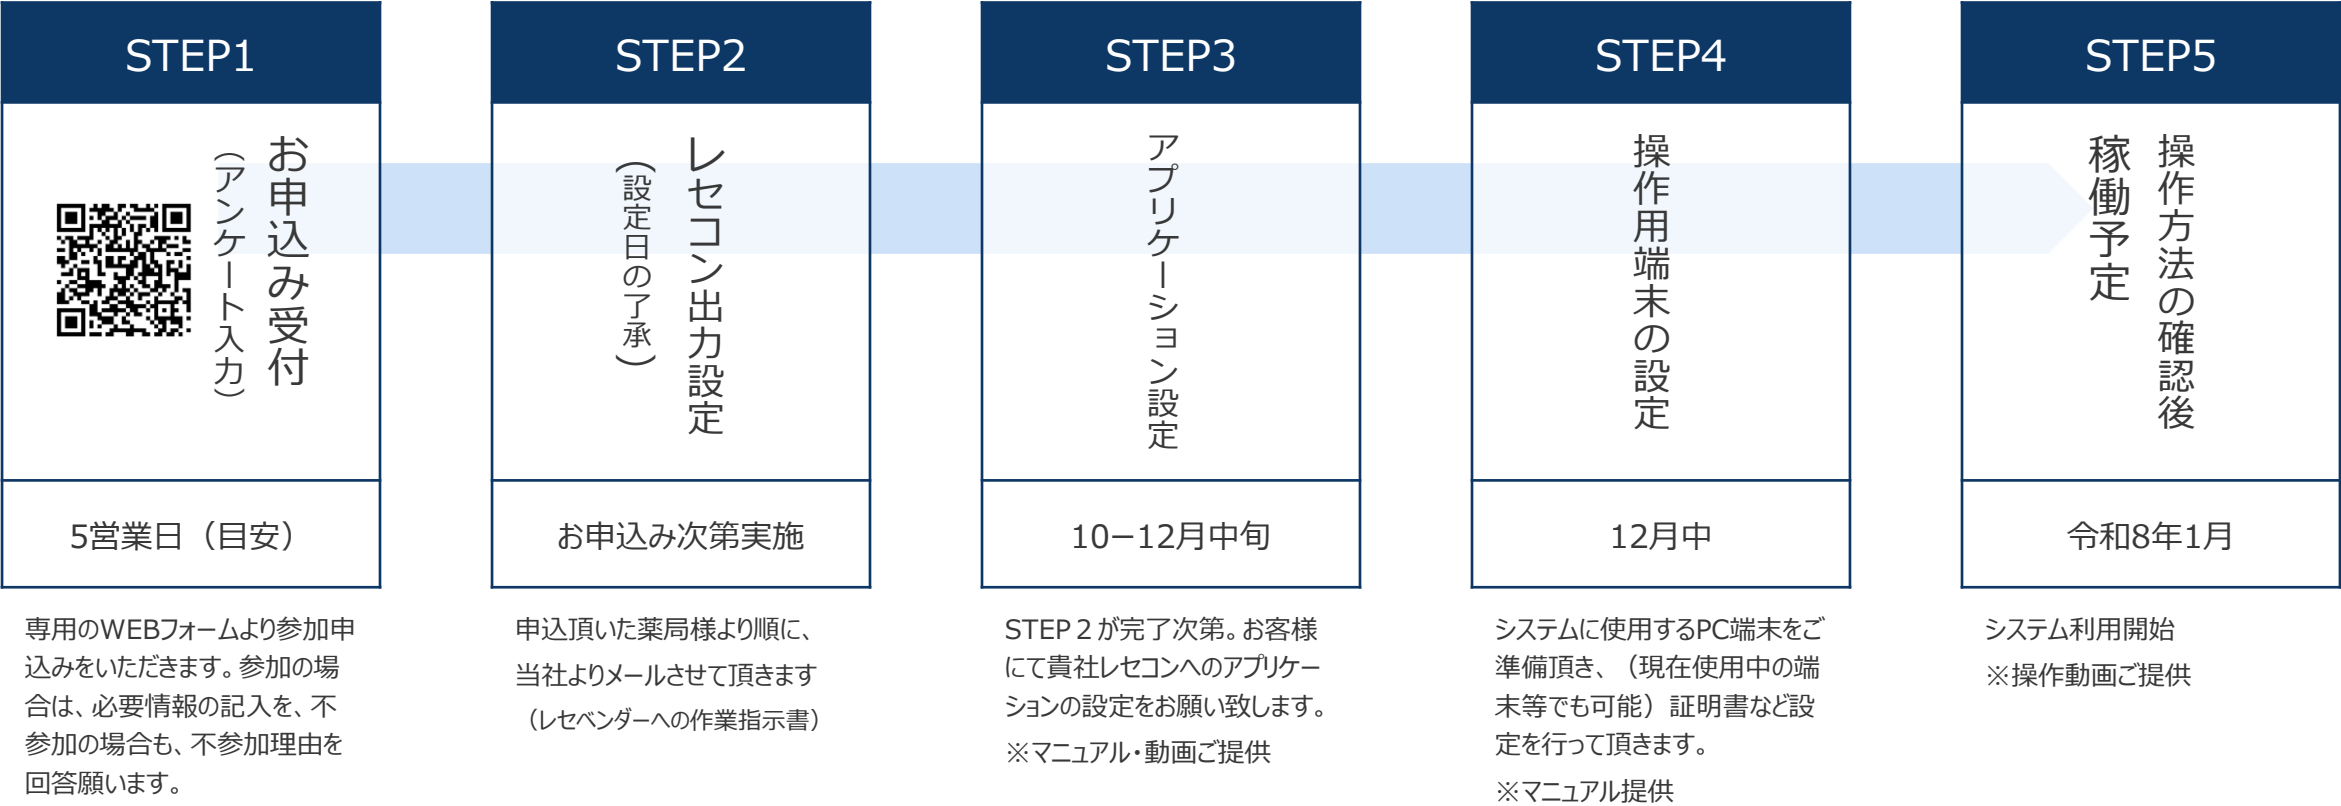 STEP1
お申込み受付
（アンケート入力）
5営業日（目安）
専用のWEBフォームより参加申
込みをいただきます。参加の場
合は、必要情報の記入を、不
参加の場合も、不参加理由を
回答願います。
STEP2
レセコン出力設定
（設定日の了承）
お申込み次第実施
申込頂いた薬局様より順に、
当社よりメールさせて頂きます
（レセベンダーへの作業指示書）
STEP3
アプリケーション設定
10－12月中旬
STEP２が完了次第。お客様
にて貴社レセコンへのアプリケー
ションの設定をお願い致します。
※マニュアル・動画ご提供
STEP4
操作用端末の設定
12月中
システムに使用するPC端末をご
準備頂き、（現在使用中の端
末等でも可能）証明書など設
定を行って頂きます。
※マニュアル提供
STEP5
操作方法の確認後
稼働予定
令和8年1月
システム利用開始
※操作動画ご提供